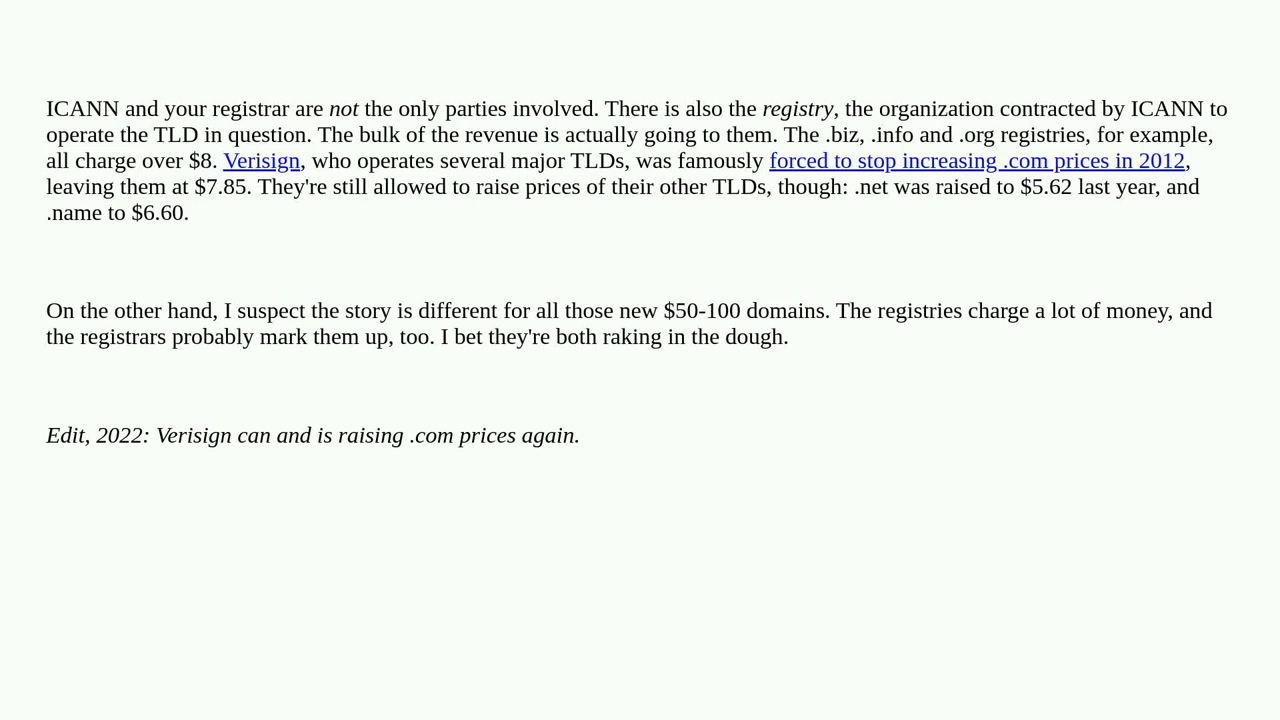 ICANN and your registrar are not the only parties involved. There is also the registry, the organization contracted by ICANN to
operate the TLD in question. The bulk of the revenue is actually going to them. The .biz, .info and .org registries, for example,
all charge over $8. Verisign, who operates several major TLDs, was famously forced to stop increasing .com prices in 2012,
leaving them at $7.85. They're still allowed to raise prices of their other TLDs, though: .net was raised to $5.62 last year, and
.name to $6.60.
On the other hand, I suspect the story is different for all those new $50-100 domains. The registries charge a lot of money, and
the registrars probably mark them up, too. I bet they're both raking in the dough.
Edit, 2022: Verisign can and is raising .com prices again.